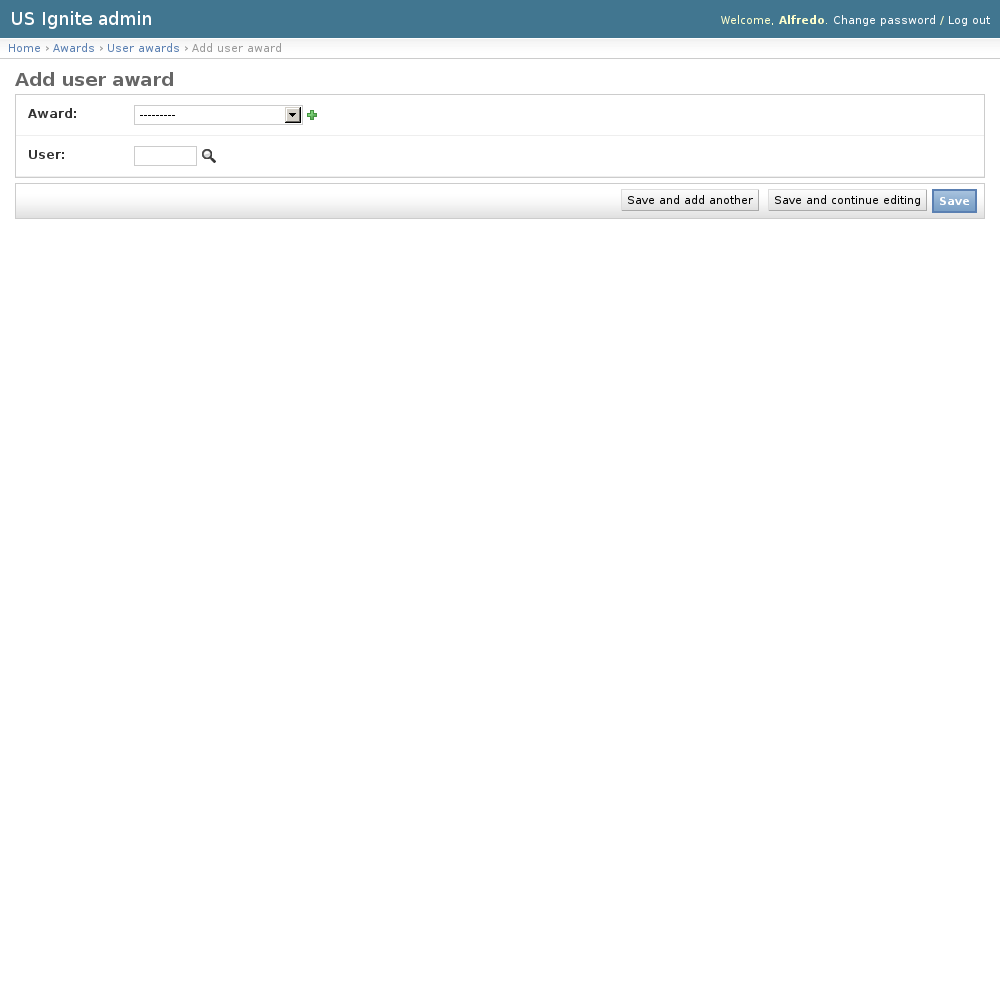 US Ignite admin
Welcome, Alfredo. Change password / Log out
Home › Awards › User awards › Add user award
Add user award
Award: ---------
User:
Save and add another Save and continue editing Save